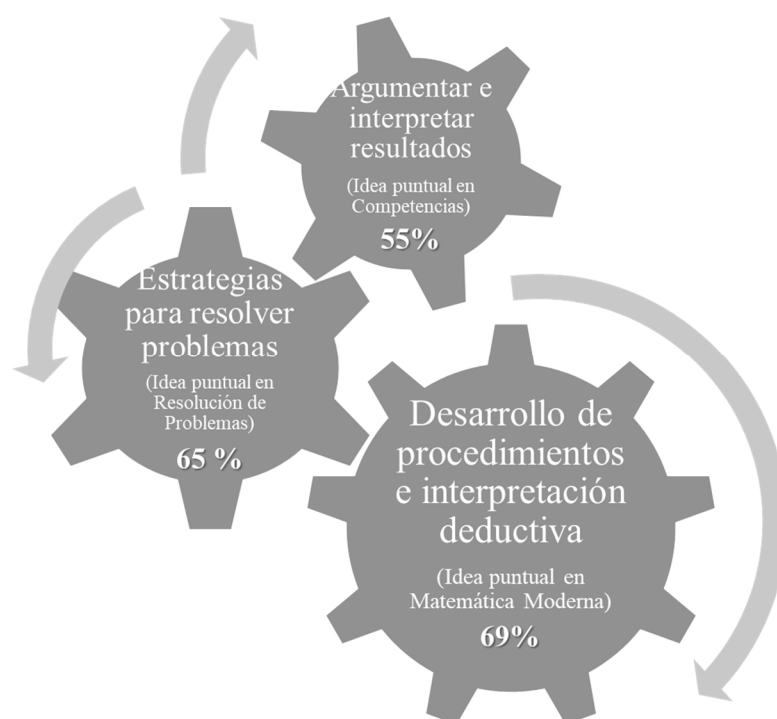 Argumentar e
interpretar
resultados
(Idea puntual en
Competencias)
55%
Estrategias
para resolver
problemas
(Idea puntual en
Resolución de
Problemas)
65 %
Desarrollo de
procedimientos
e interpretación
deductiva
(Idea puntual en
Matemática Moderna)
69%